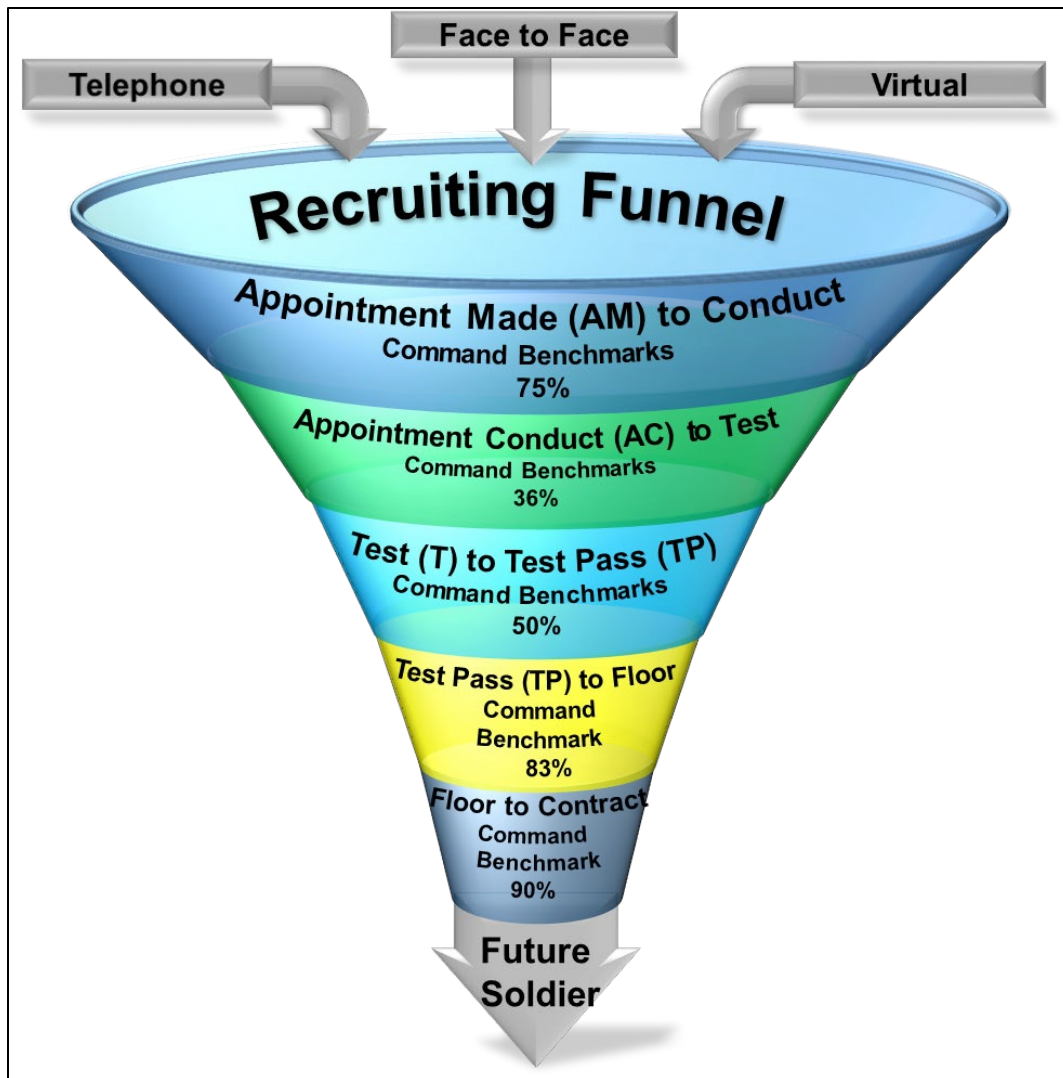 Face to Face
Telephone
Virtual
Recruiting Funnel
Appointment Made (AM) to Conduct
Command Benchmarks
75%
Appointment Conduct (AC) to Test
Command Benchmarks
36%
Test (T) to Test Pass (TP)
Command Benchmarks
50%
Test Pass (TP) to Floor
Command
Benchmark
83%
Floor to Contract
Command
Benchmark
90%
Future
Soldier